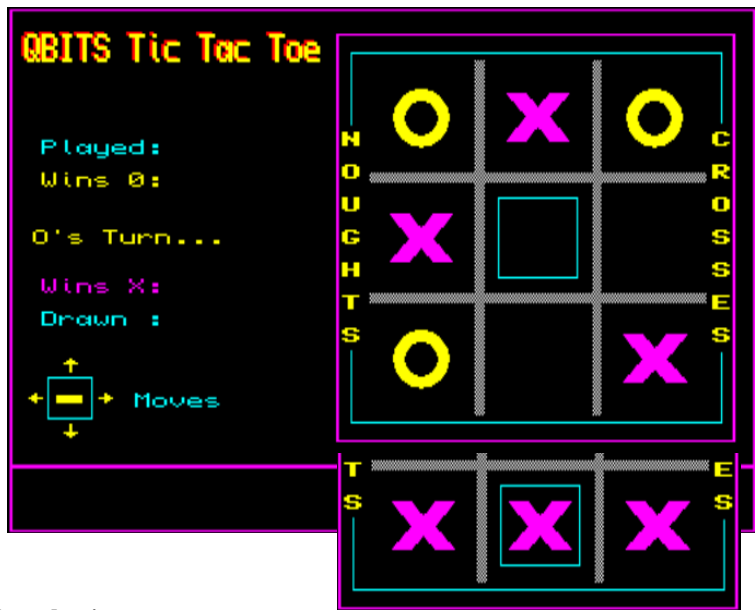 QBITS Tic Tac Toe
Played:
Wins 0:
O's Turn...
Wins X:
Drawn :
Moves
NOUGHTS
CROSSES
O X O
X
O X
TS
ES
X X X